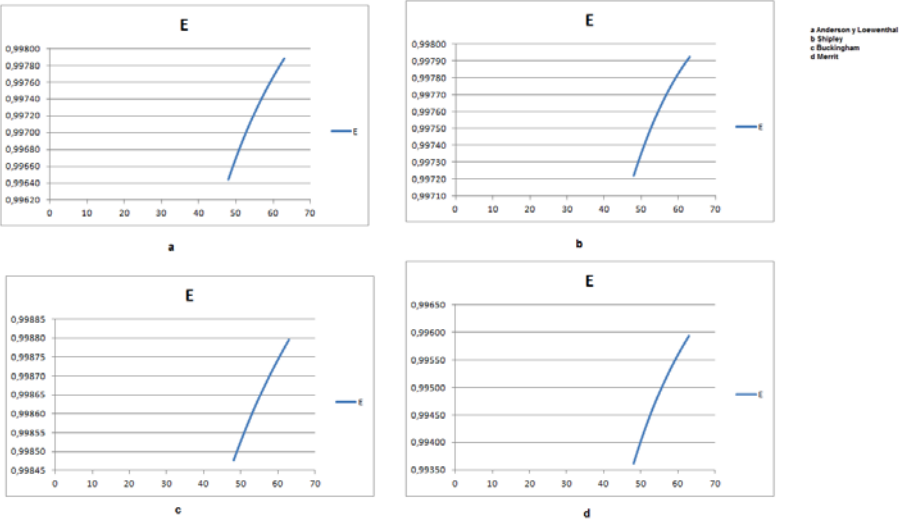 E
0,99800
0,99780
0,99760
0,99740
0,99720
0,99700
0,99680
0,99660
0,99640
0,99620
0 10 20 30 40 50 60 70
E
a
E
0,99800
0,99790
0,99780
0,99770
0,99760
0,99750
0,99740
0,99730
0,99720
0,99710
0 10 20 30 40 50 60 70
E
b
a Anderson y Loewenthal
b Shipley
c Buckingham
d Merrit
E
0,99885
0,99880
0,99875
0,99870
0,99865
0,99860
0,99855
0,99850
0,99845
0 10 20 30 40 50 60 70
E
c
E
0,99650
0,99600
0,99550
0,99500
0,99450
0,99400
0,99350
0 10 20 30 40 50 60 70
E
d